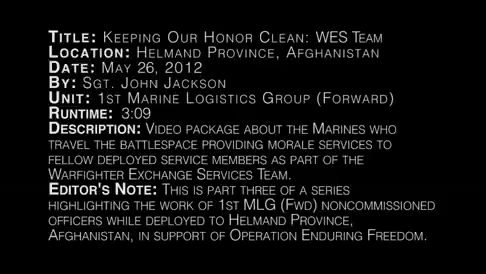 Title: Keeping Our Honor Clean: WES Team
Location: Helmand Province, Afghanistan
Date: May 26, 2012
By: Sgt. John Jackson
Unit: 1st Marine Logistics Group (Forward)
Runtime: 3:09
Description: Video package about the Marines who
travel the battlespace providing morale services to
fellow deployed service members as part of the
Warfighter Exchange Services Team.
Editor's Note: This is part three of a series
highlighting the work of 1st MLG (Fwd) noncommissioned
officers while deployed to Helmand Province,
Afghanistan, in support of Operation Enduring Freedom.